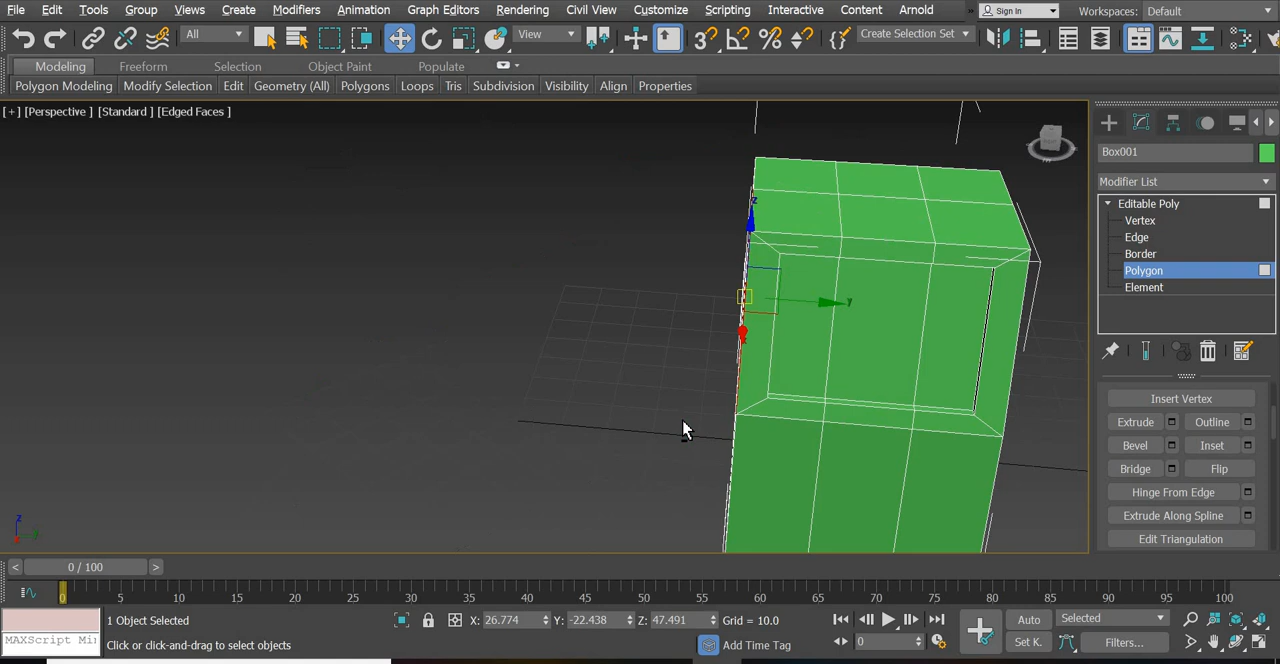 File Edit Tools Group Views Create Modifiers Animation Graph Editors Rendering Civil View Customize Scripting Interactive Content Arnold » Sign In Workspaces: Default
All View 3 Create Selection Set
Modeling Freeform Selection Object Paint Populate
Polygon Modeling Modify Selection Edit Geometry (All) Polygons Loops Tris Subdivision Visibility Align Properties
[+] [Perspective ] [Standard ] [Edged Faces ]
Box001
Modifier List
Editable Poly
Vertex
Edge
Border
Polygon
Element
z
y
x
Insert Vertex
Extrude Outline
Bevel Inset
Bridge Flip
Hinge From Edge
Extrude Along Spline
Edit Triangulation
z
y
x
< 0 / 100 >
0 5 10 15 20 25 30 35 40 45 50 55 60 65 70 75 80 85 90 95 100
1 Object Selected X: 26.774 Y: -22.438 Z: 47.491 Grid = 10.0 Auto Selected
MAXScript Min Click or click-and-drag to select objects Add Time Tag 0 Set K. Filters...